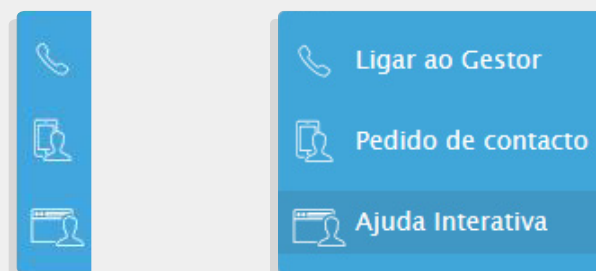 Ligar ao Gestor
Pedido de contacto
Ajuda Interativa